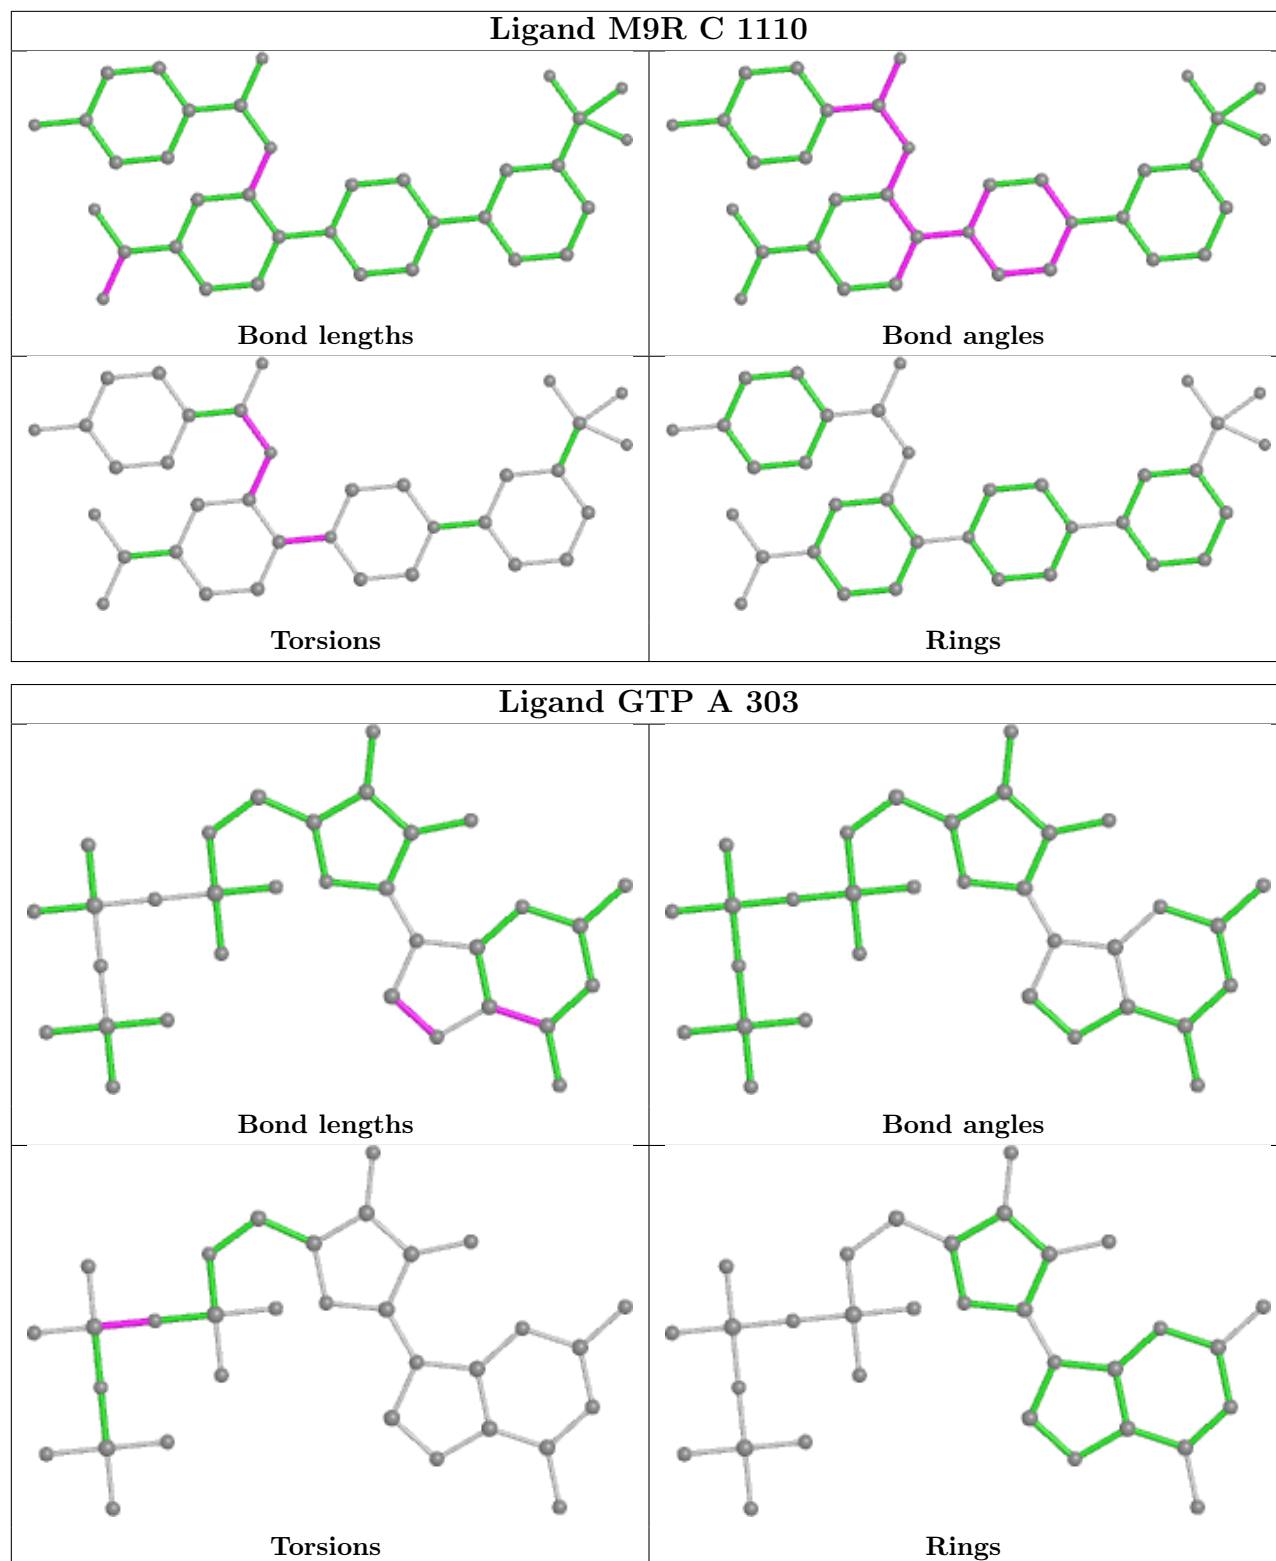 Ligand M9R C 1110
Bond lengths
Bond angles
Torsions
Rings
Ligand GTP A 303
Bond lengths
Bond angles
Torsions
Rings